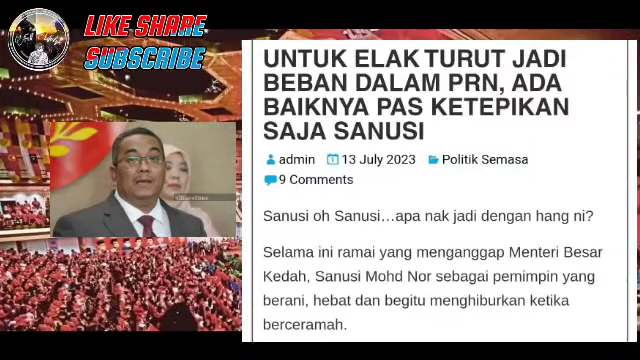 LIKE SHARE
SUBSCRIBE
UNTUK ELAK TURUT JADI
BEBAN DALAM PRN, ADA
BAIKNYA PAS KETEPIKAN
SAJA SANUSI
admin 13 July 2023 Politik Semasa
9 Comments
Sanusi oh Sanusi…apa nak jadi dengan hang ni?
Selama ini ramai yang menganggap Menteri Besar
Kedah, Sanusi Mohd Nor sebagai pemimpin yang
berani, hebat dan begitu menghiburkan ketika
berceramah.